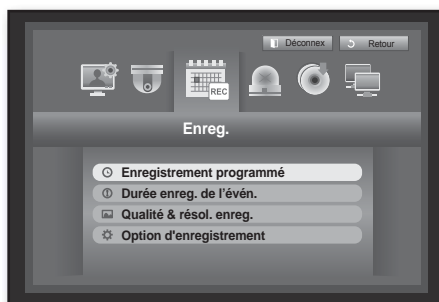 Déconnex Retour
REC
Enreg.
Enregistrement programmé
Durée enreg. de l'évén.
Qualité & résol. enreg.
Option d'enregistrement